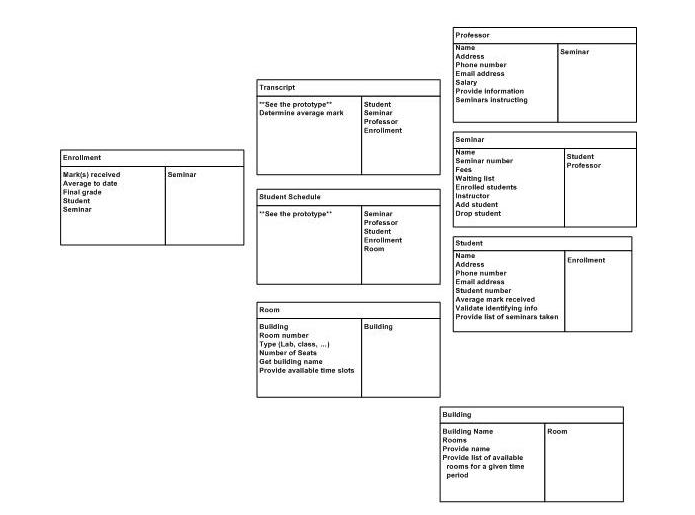 Professor
Name
Address
Phone number
Email address
Salary
Provide information
Seminars instructing
Seminar
Transcript
**See the prototype**
Determine average mark
Student
Seminar
Professor
Enrollment
Seminar
Name
Seminar number
Fees
Waiting list
Enrolled students
Instructor
Add student
Drop student
Student
Professor
Enrollment
Mark(s) received
Average to date
Final grade
Student
Seminar
Seminar
Student Schedule
**See the prototype**
Seminar
Professor
Student
Enrollment
Room
Student
Name
Address
Phone number
Email address
Student number
Average mark received
Validate identifying info
Provide list of seminars taken
Enrollment
Room
Building
Room number
Type (Lab, class, ...)
Number of Seats
Get building name
Provide available time slots
Building
Building
Building Name
Rooms
Provide name
Provide list of available
rooms for a given time
period
Room